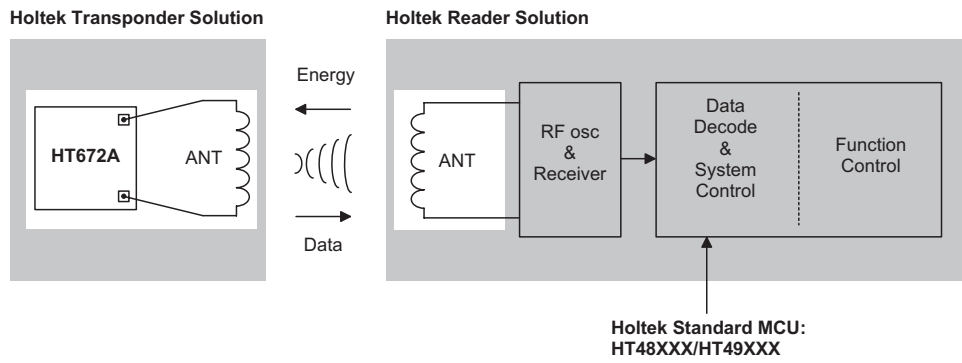 Holtek Transponder Solution
Holtek Reader Solution
HT672A
ANT
Energy
Data
ANT
RF osc
&
Receiver
Data
Decode
&
System
Control
Function
Control
Holtek Standard MCU:
HT48XXX/HT49XXX